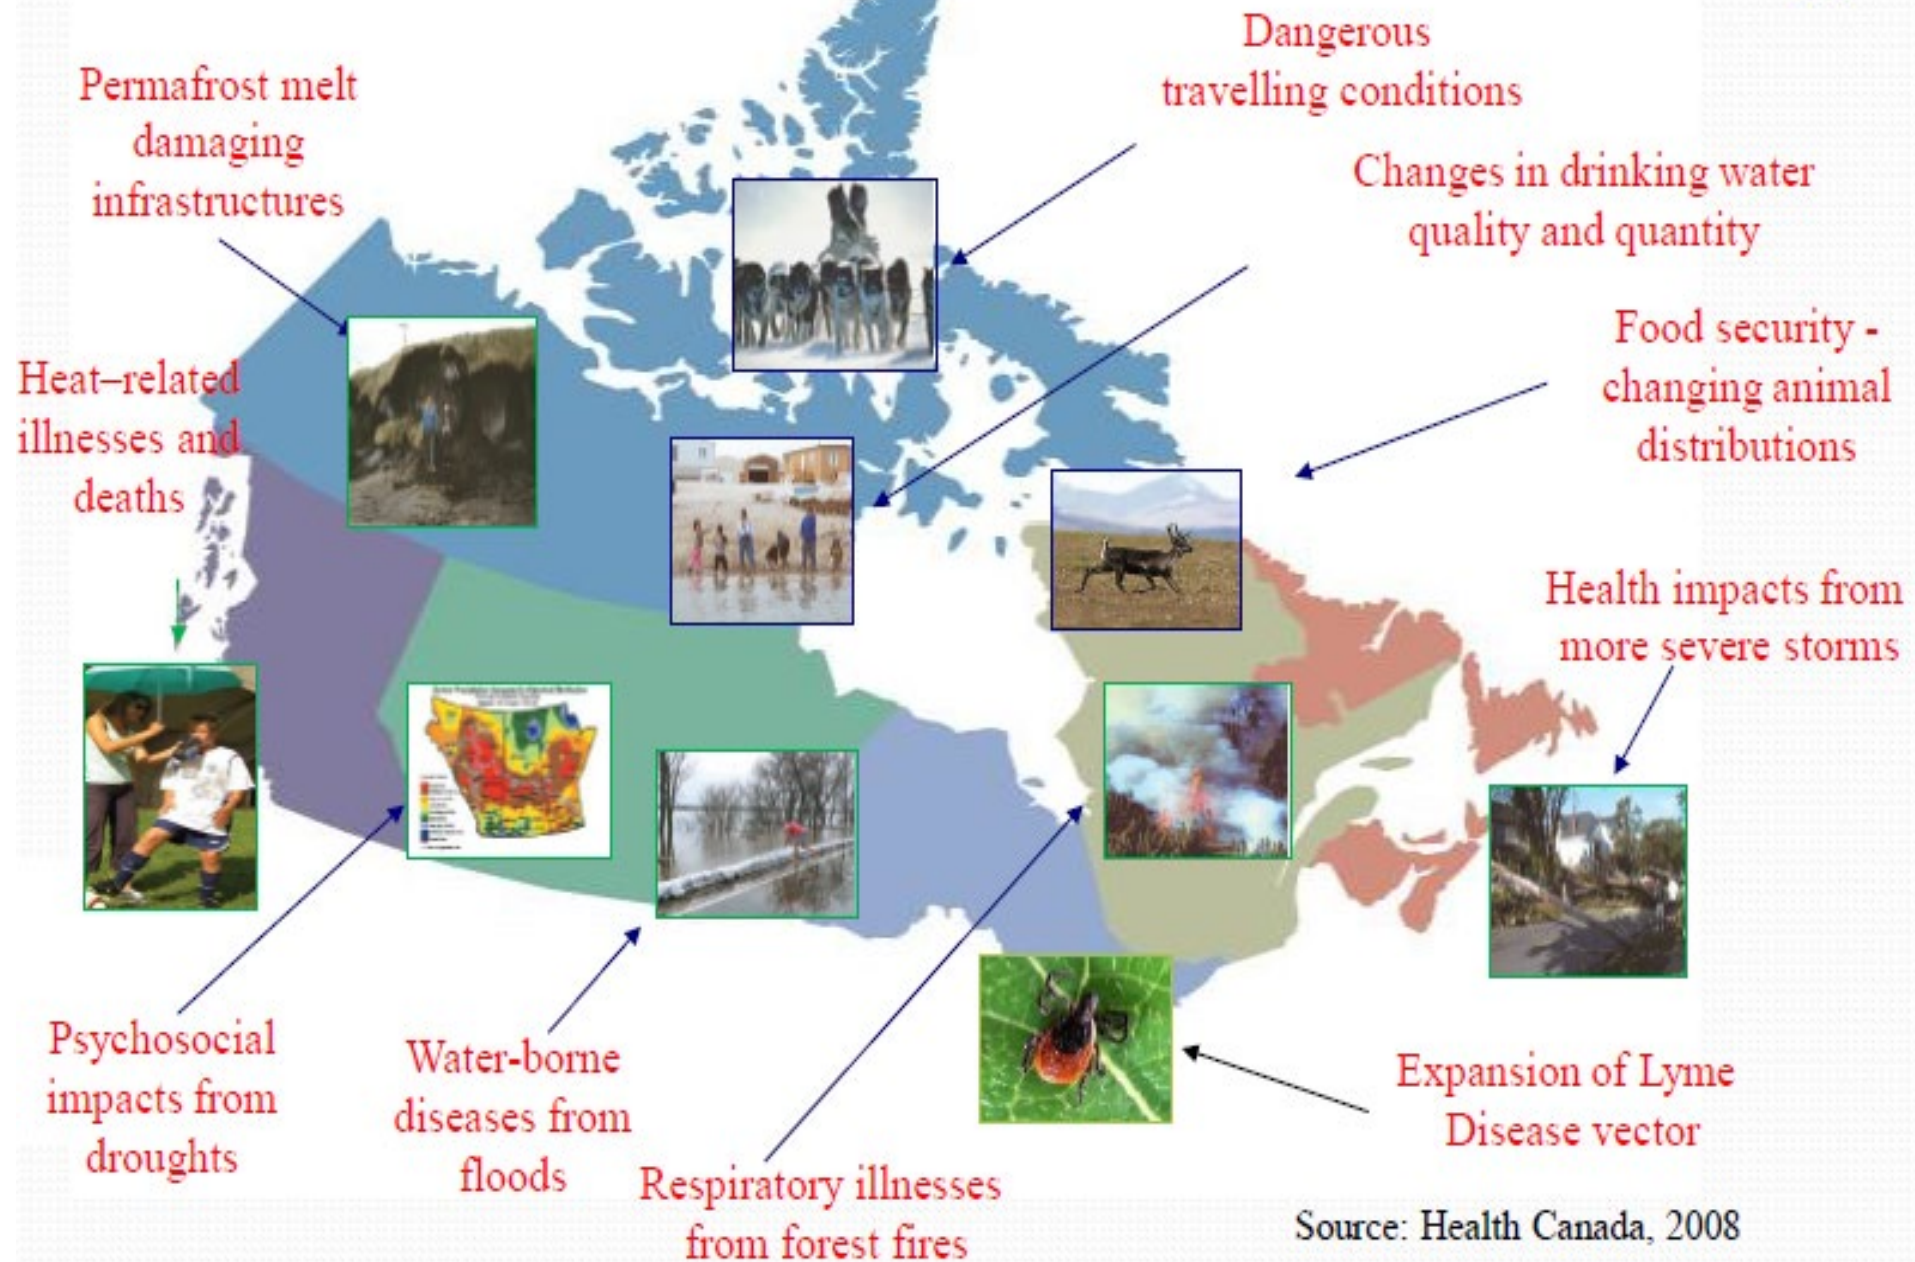 Dangerous
travelling conditions
Permafrost melt
damaging
infrastructures
Changes in drinking water
quality and quantity
Food security -
changing animal
distributions
Heat–related
illnesses and
deaths
Health impacts from
more severe storms
Psychosocial
impacts from
droughts
Water-borne
diseases from
floods
Respiratory illnesses
from forest fires
Expansion of Lyme
Disease vector
Source: Health Canada, 2008